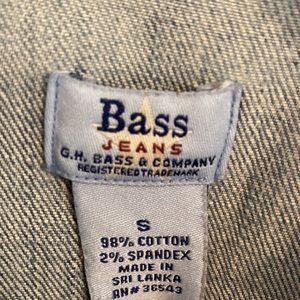 Bass
JEANS
G.H. BASS & COMPANY
REGISTERED TRADEMARK
S
98% COTTON
2% SPANDEX
MADE IN
SRI LANKA
RN# 36543